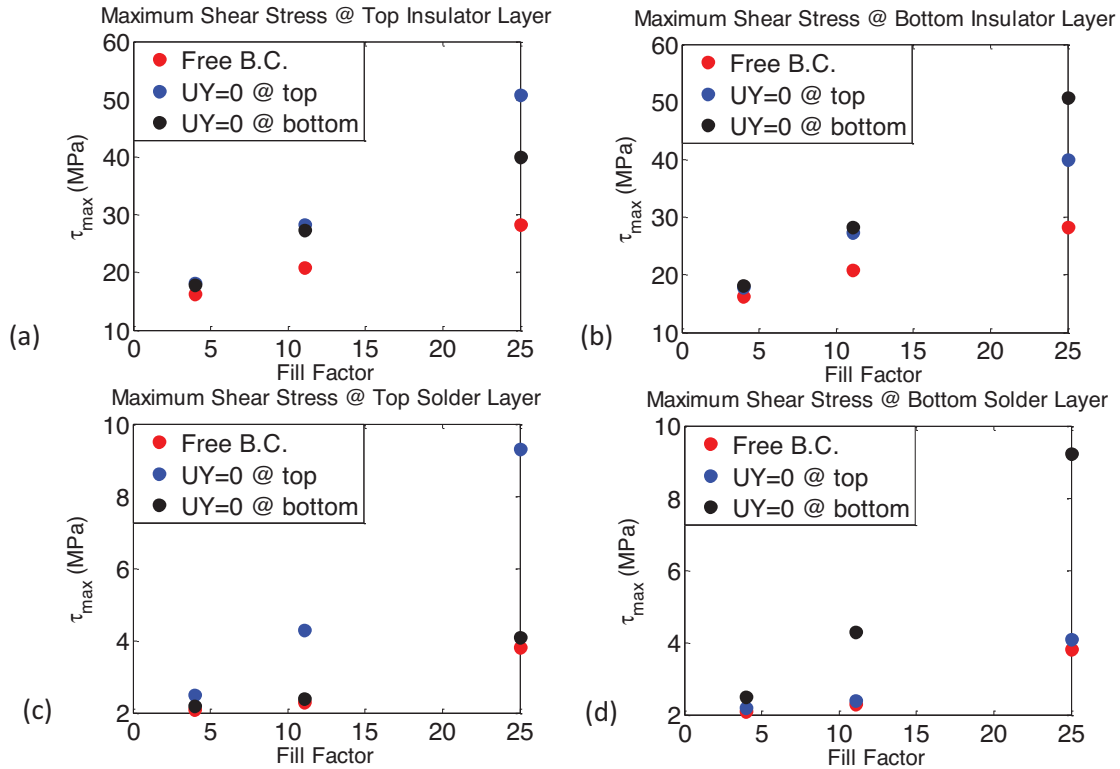 Maximum Shear Stress @ Top Insulator Layer
60
50
40
30
20
10
τmax (MPa)
Free B.C.
UY=0 @ top
UY=0 @ bottom
0 5 10 15 20 25
Fill Factor
(a)
Maximum Shear Stress @ Bottom Insulator Layer
60
50
40
30
20
10
τmax (MPa)
Free B.C.
UY=0 @ top
UY=0 @ bottom
0 5 10 15 20 25
Fill Factor
(b)
Maximum Shear Stress @ Top Solder Layer
10
8
6
4
2
τmax (MPa)
Free B.C.
UY=0 @ top
UY=0 @ bottom
0 5 10 15 20 25
Fill Factor
(c)
Maximum Shear Stress @ Bottom Solder Layer
10
8
6
4
2
τmax (MPa)
Free B.C.
UY=0 @ top
UY=0 @ bottom
0 5 10 15 20 25
Fill Factor
(d)